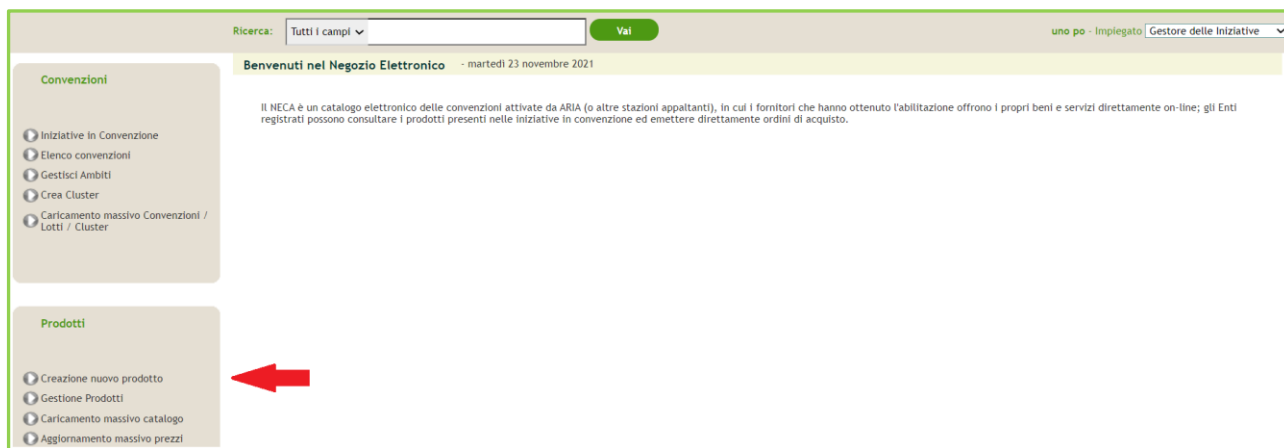 Ricerca: Tutti i campi Vai uno po - Impiegato Gestore delle Iniziative
Benvenuti nel Negozio Elettronico - martedì 23 novembre 2021
Il NECA è un catalogo elettronico delle convenzioni attivate da ARIA (o altre stazioni appaltanti), in cui i fornitori che hanno ottenuto l'abilitazione offrono i propri beni e servizi direttamente on-line; gli Enti
registrati possono consultare i prodotti presenti nelle iniziative in convenzione ed emettere direttamente ordini di acquisto.
Convenzioni
Iniziative in Convenzione
Elenco convenzioni
Gestisci Ambiti
Crea Cluster
Caricamento massivo Convenzioni /
Lotti / Cluster
Prodotti
Creazione nuovo prodotto
Gestione Prodotti
Caricamento massivo catalogo
Aggiornamento massivo prezzi